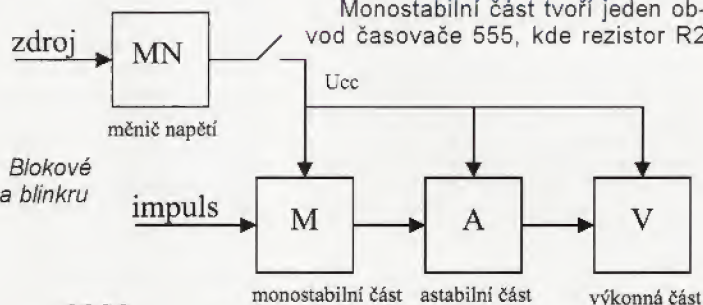 Monostabilní část tvoří jeden ob-
vod časovače 555, kde rezistor R2
zdroj
MN
Ucc
měnič napětí
Blokové
a blinkru
impuls
M
A
V
monostabilní část astabilní část výkonná část